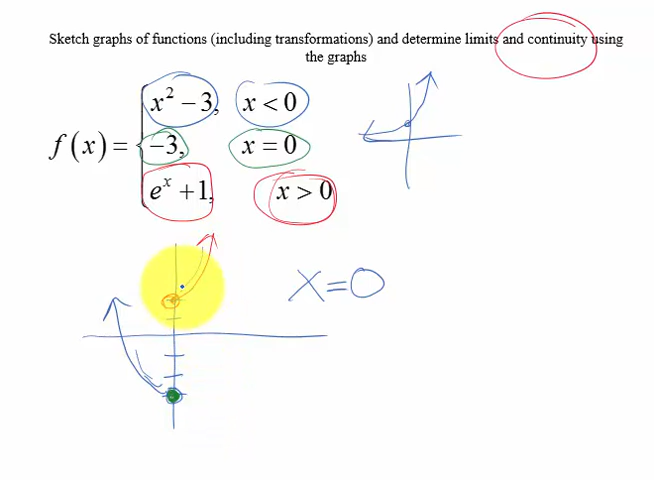 Sketch graphs of functions (including transformations) and determine limits and continuity using
the graphs
x² − 3, x < 0
f(x) = { −3, x = 0
eˣ + 1, x > 0
X = 0